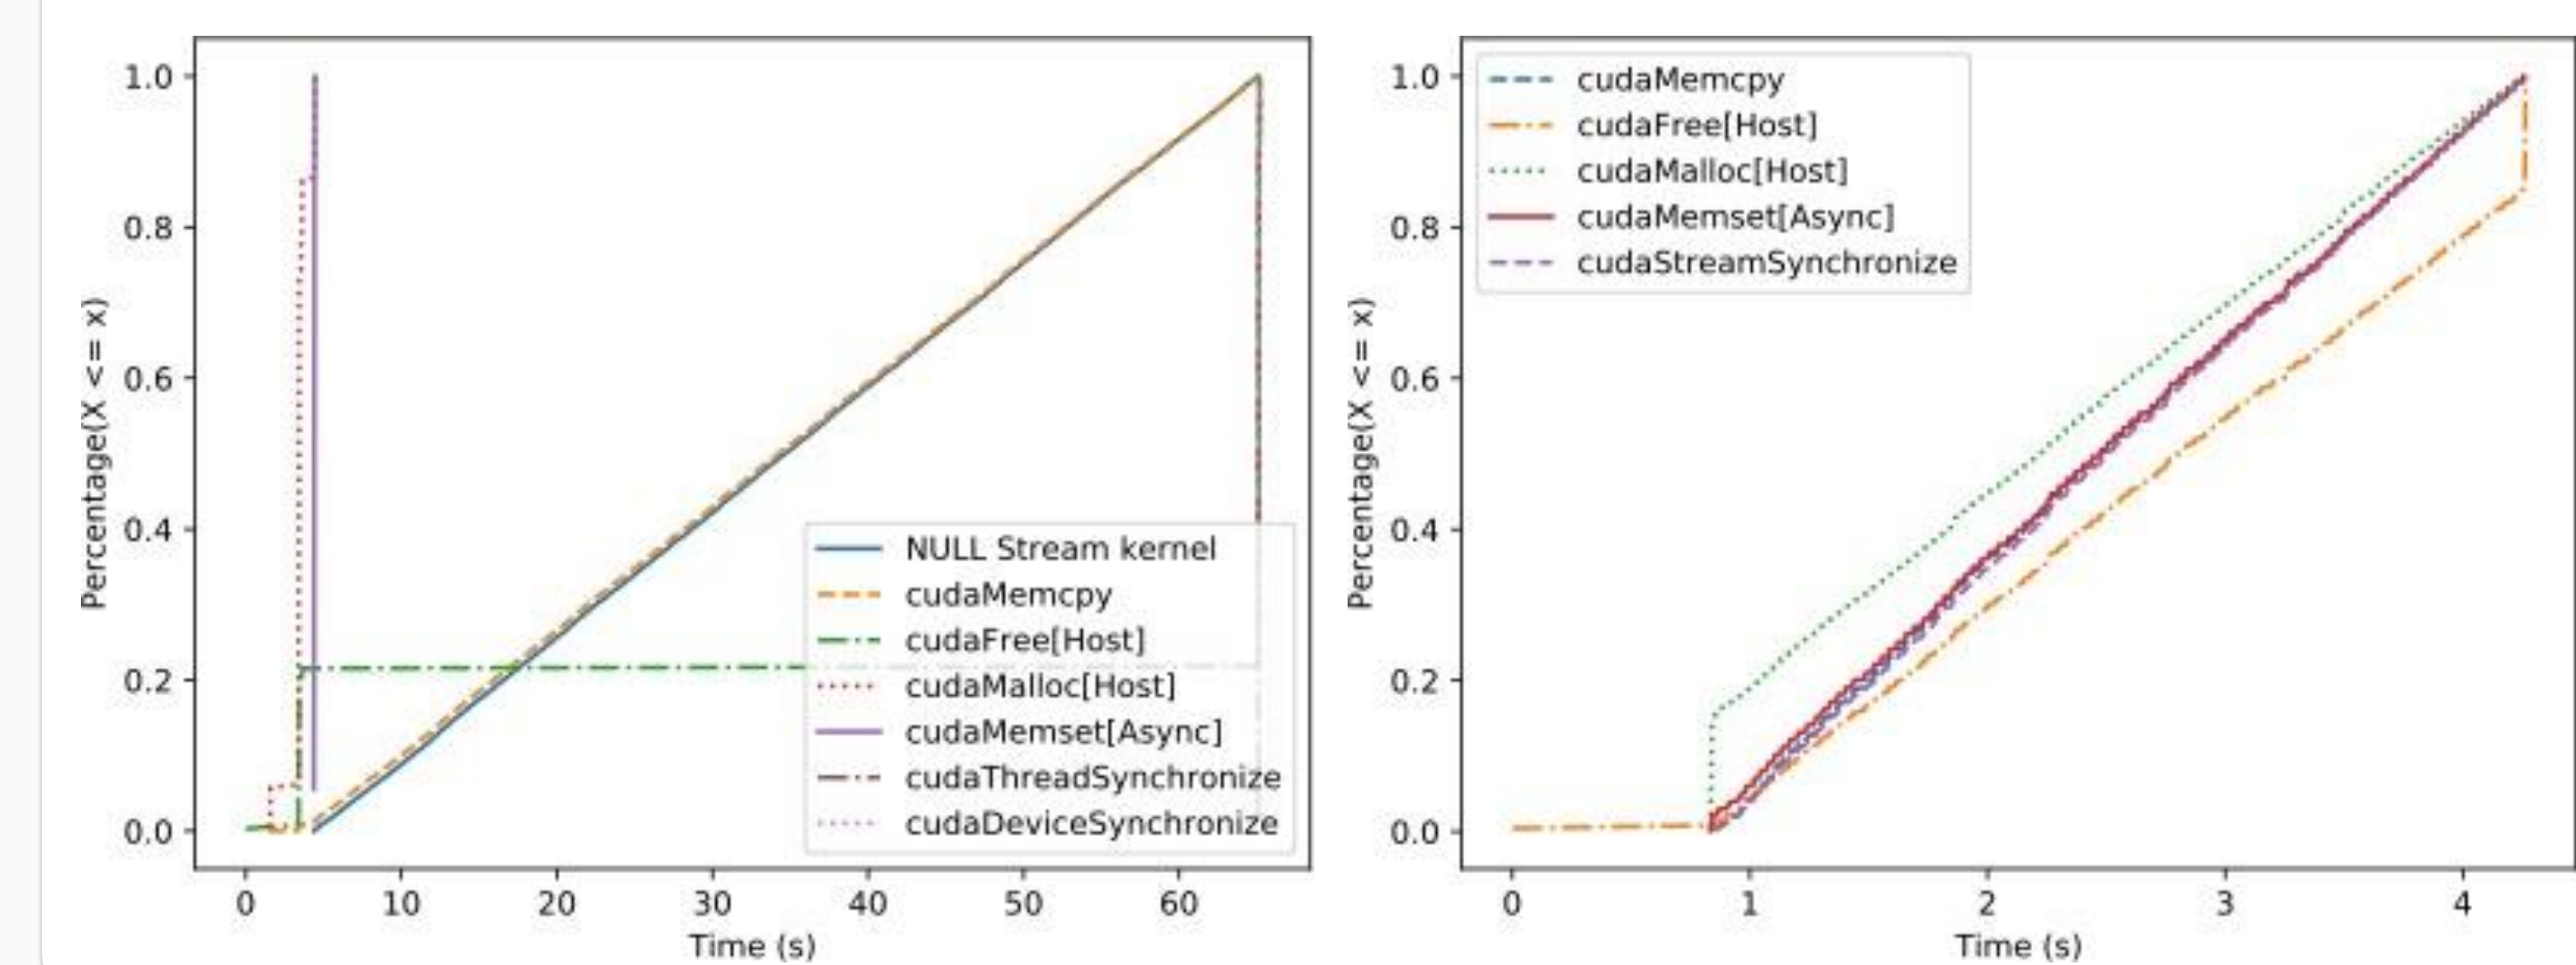 Percentage(X <= x)
1.0
0.8
0.6
0.4
0.2
0.0
NULL Stream kernel
cudaMemcpy
cudaFree[Host]
cudaMalloc[Host]
cudaMemset[Async]
cudaThreadSynchronize
cudaDeviceSynchronize
0 10 20 30 40 50 60
Time (s)
Percentage(X <= x)
1.0
0.8
0.6
0.4
0.2
0.0
cudaMemcpy
cudaFree[Host]
cudaMalloc[Host]
cudaMemset[Async]
cudaStreamSynchronize
0 1 2 3 4
Time (s)